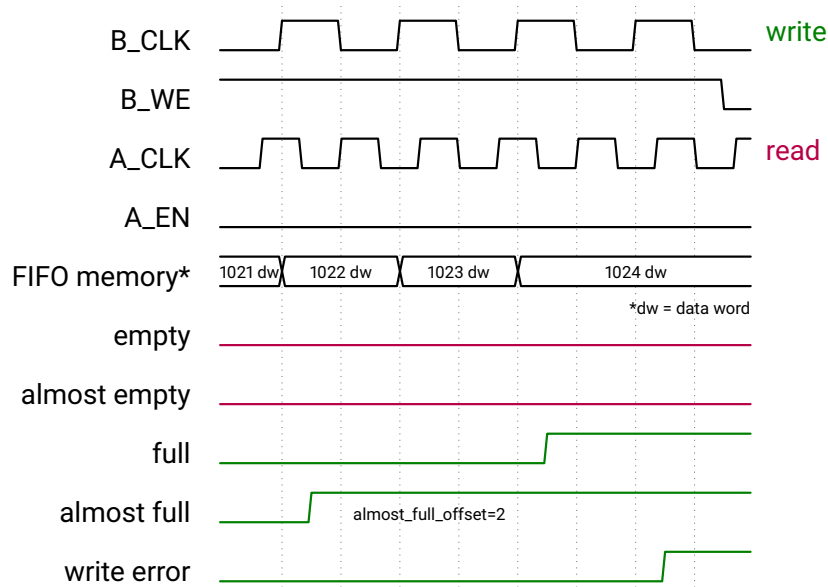 B_CLK
write
B_WE
A_CLK
read
A_EN
FIFO memory*
1021 dw
1022 dw
1023 dw
1024 dw
*dw = data word
empty
almost empty
full
almost full
almost_full_offset=2
write error